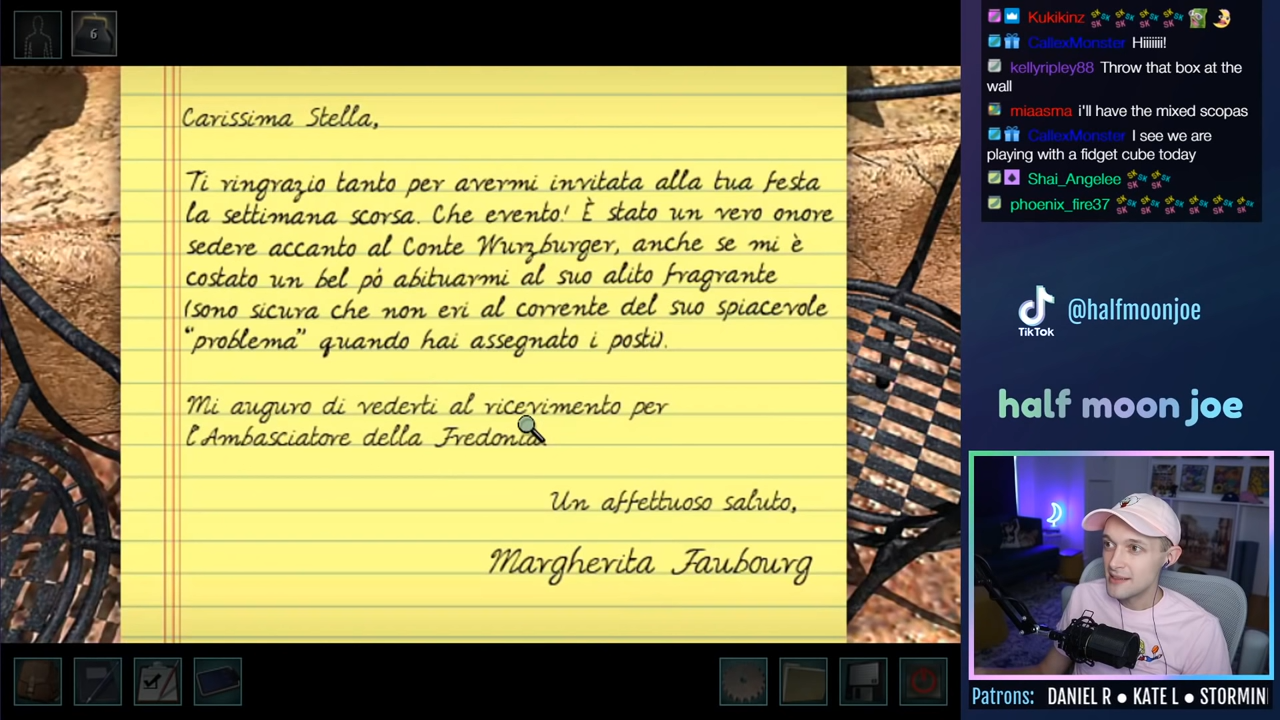 6
Carissima Stella,
Ti ringrazio tanto per avermi invitata alla tua festa
la settimana scorsa. Che evento! È stato un vero onore
sedere accanto al Conte Wurzburger, anche se mi è
costato un bel pó abituarmi al suo alito fragrante
(sono sicura che non eri al corrente del suo spiacevole
“problema” quando hai assegnato i posti).
Mi auguro di vederti al ricevimento per
l'Ambasciatore della Fredonia.
Un affettuoso saluto,
Margherita Faubourg
Kukikinz
CallexMonster Hiiiiiii!
kellyripley88 Throw that box at the
wall
miaasma i'll have the mixed scopas
CallexMonster I see we are
playing with a fidget cube today
Shai_Angelee
phoenix_fire37
TikTok
@halfmoonjoe
half moon joe
Patrons: DANIEL R ● KATE L ● STORMIN